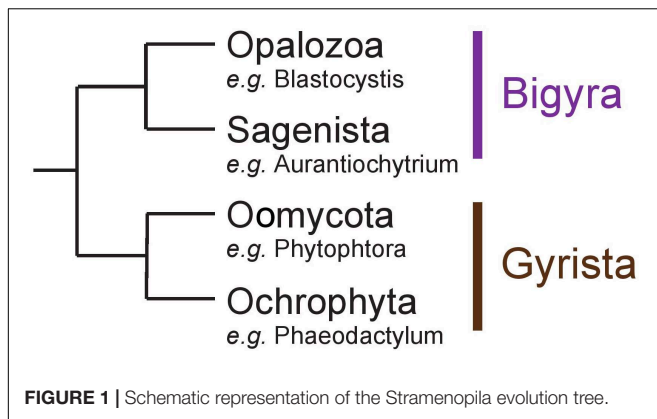 Opalozoa
e.g. Blastocystis
Bigyra
Sagenista
e.g. Aurantiochytrium
Oomycota
e.g. Phytophtora
Gyrista
Ochrophyta
e.g. Phaeodactylum
FIGURE 1 | Schematic representation of the Stramenopila evolution tree.